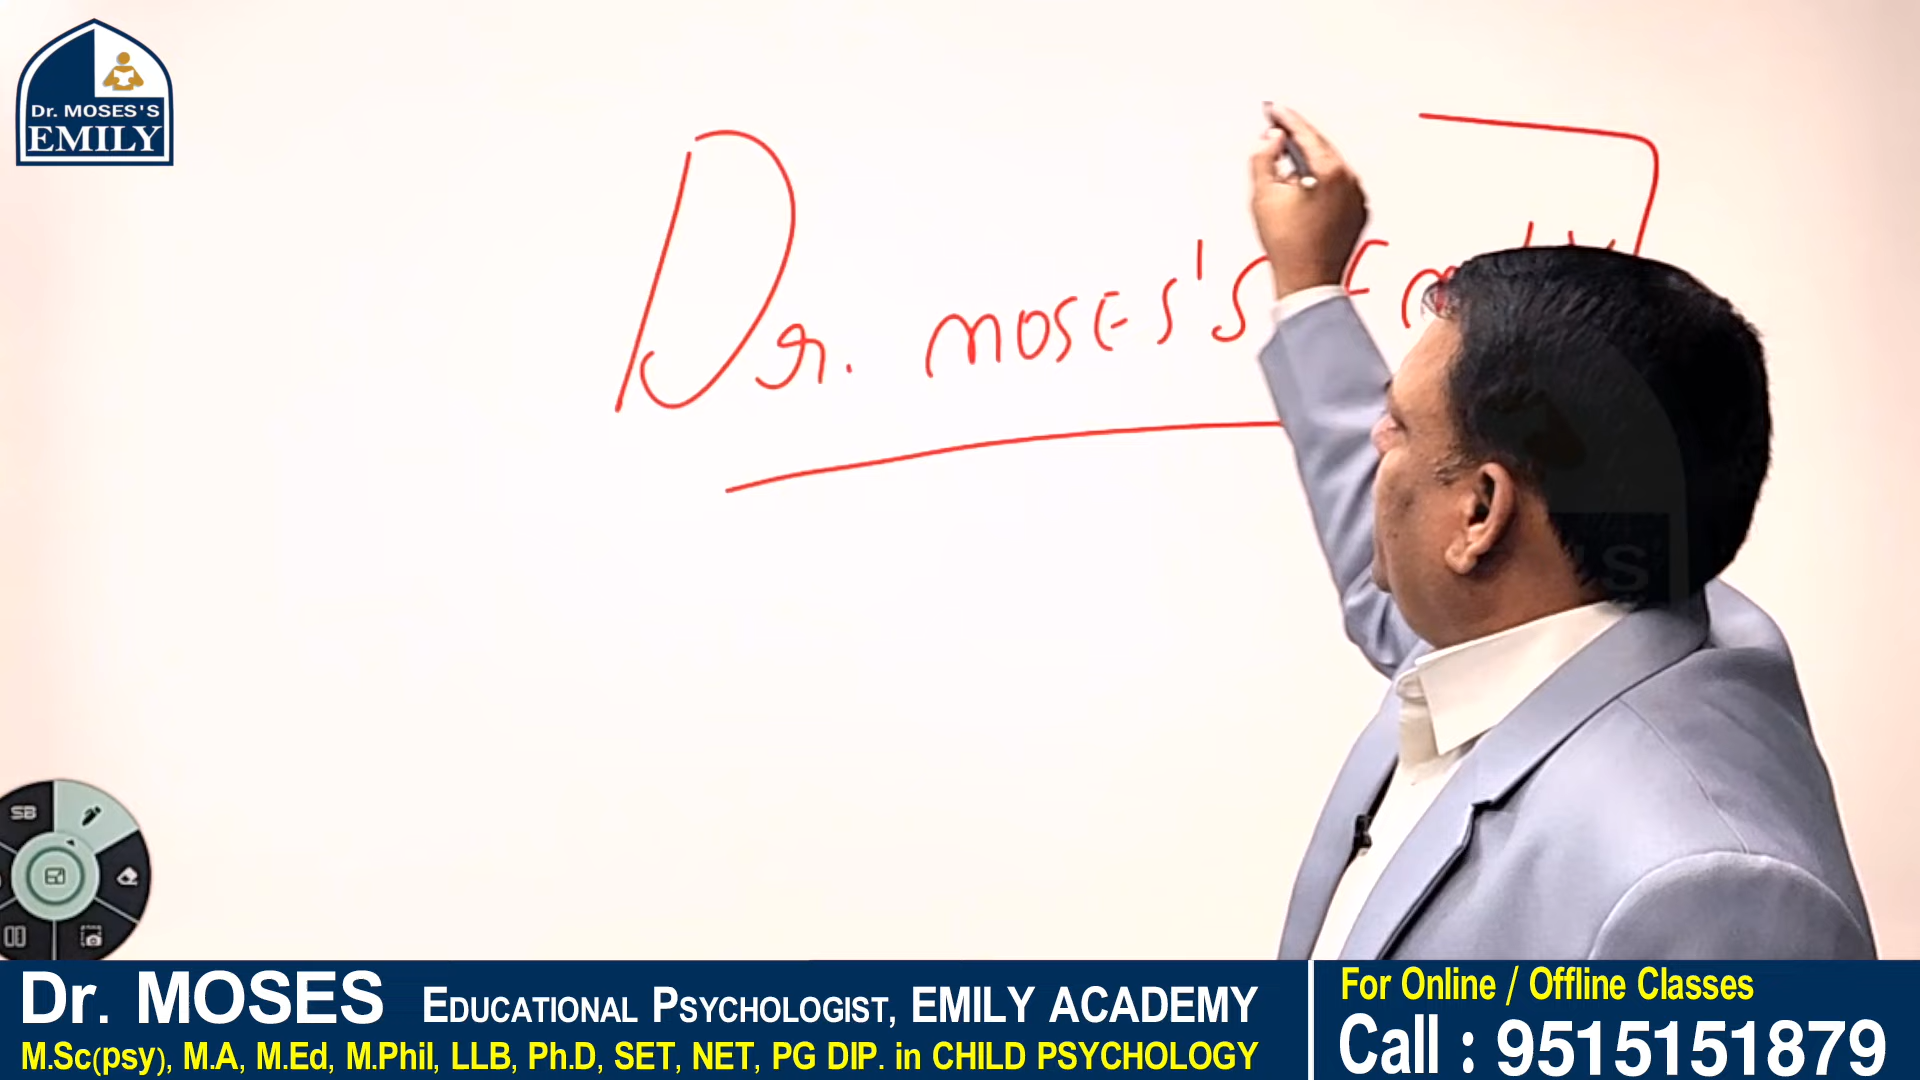 Dr. MOSES'S
EMILY
Dr. MOSES'S
SB
Dr. MOSES EDUCATIONAL PSYCHOLOGIST, EMILY ACADEMY
M.Sc(psy), M.A, M.Ed, M.Phil, LLB, Ph.D, SET, NET, PG DIP. in CHILD PSYCHOLOGY
For Online / Offline Classes
Call : 9515151879